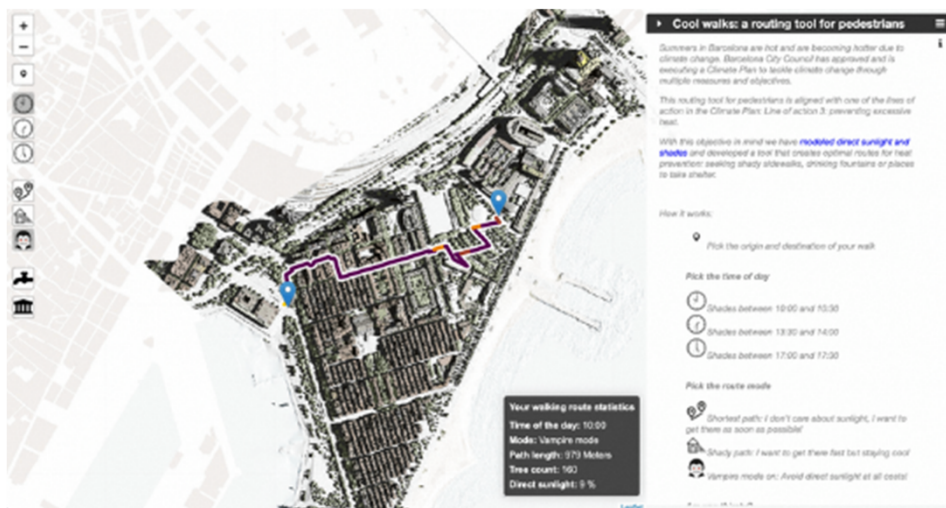 +
−
Cool walks: a routing tool for pedestrians
i
Summers in Barcelona are hot and are becoming hotter due to
climate change. Barcelona City Council has approved and is
executing a Climate Plan to tackle climate change through
multiple measures and objectives.
This routing tool for pedestrians is aligned with one of the lines of
action in the Climate Plan: Line of action 3: preventing excessive
heat.
With this objective in mind we have modeled direct sunlight and
shades and developed a tool that creates optimal routes for heat
prevention: seeking shady sidewalks, drinking fountains or places
to take shelter.
How it works:
Pick the origin and destination of your walk
Pick the time of day
Shades between 10:00 and 10:30
Shades between 13:30 and 14:00
Shades between 17:00 and 17:30
Pick the route mode
Shortest path: I don't care about sunlight, I want to
get there as soon as possible!
Shady path: I want to get there fast but staying cool
Vampire mode on: Avoid direct sunlight at all costs!
Your walking route statistics
Time of the day: 10:00
Mode: Vampire mode
Path length: 979 Meters
Tree count: 160
Direct sunlight: 9 %
Leaflet